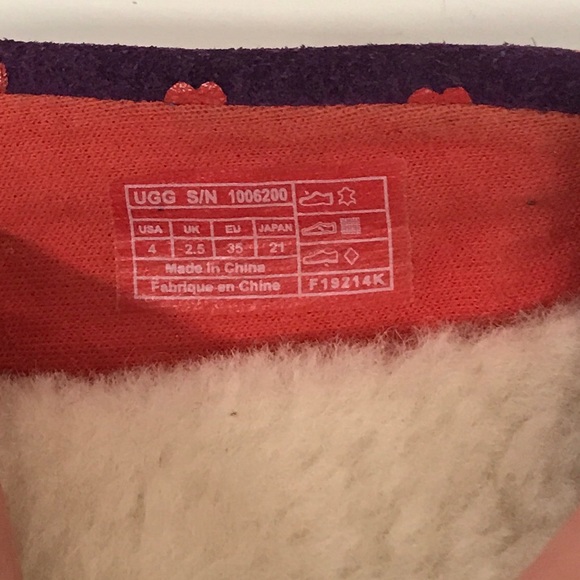 UGG S/N 1006200
USA UK EU JAPAN
4 2.5 35 21
Made in China
Fabrique en Chine
F19214K